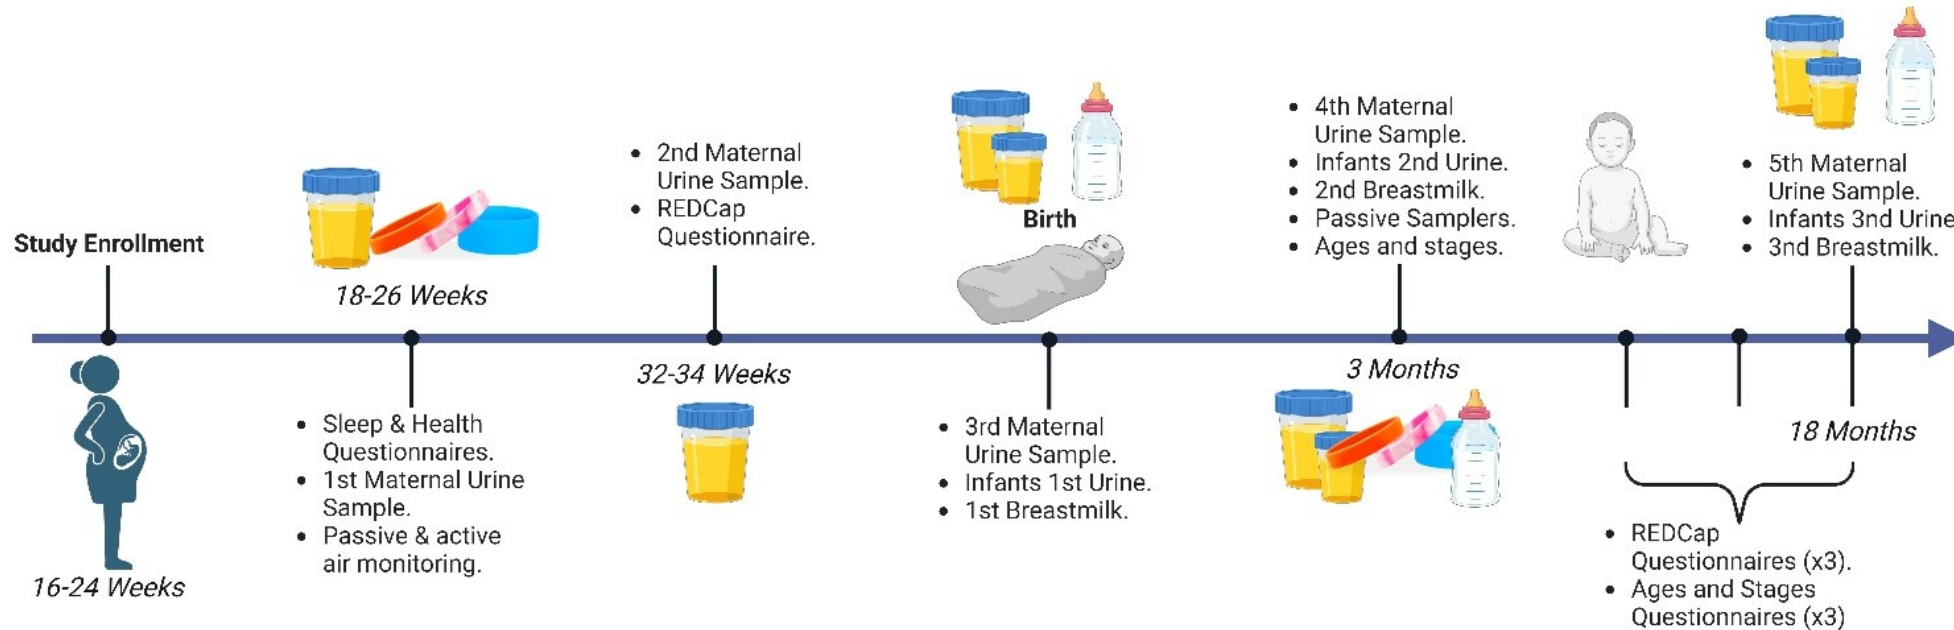 Study Enrollment
16-24 Weeks
18-26 Weeks
• Sleep & Health
Questionnaires.
• 1st Maternal Urine
Sample.
• Passive & active
air monitoring.
• 2nd Maternal
Urine Sample.
• REDCap
Questionnaire.
32-34 Weeks
Birth
• 3rd Maternal
Urine Sample.
• Infants 1st Urine.
• 1st Breastmilk.
• 4th Maternal
Urine Sample.
• Infants 2nd Urine.
• 2nd Breastmilk.
• Passive Samplers.
• Ages and stages.
3 Months
• 5th Maternal
Urine Sample.
• Infants 3nd Urine
• 3nd Breastmilk.
18 Months
• REDCap
Questionnaires (x3).
• Ages and Stages
Questionnaires (x3)